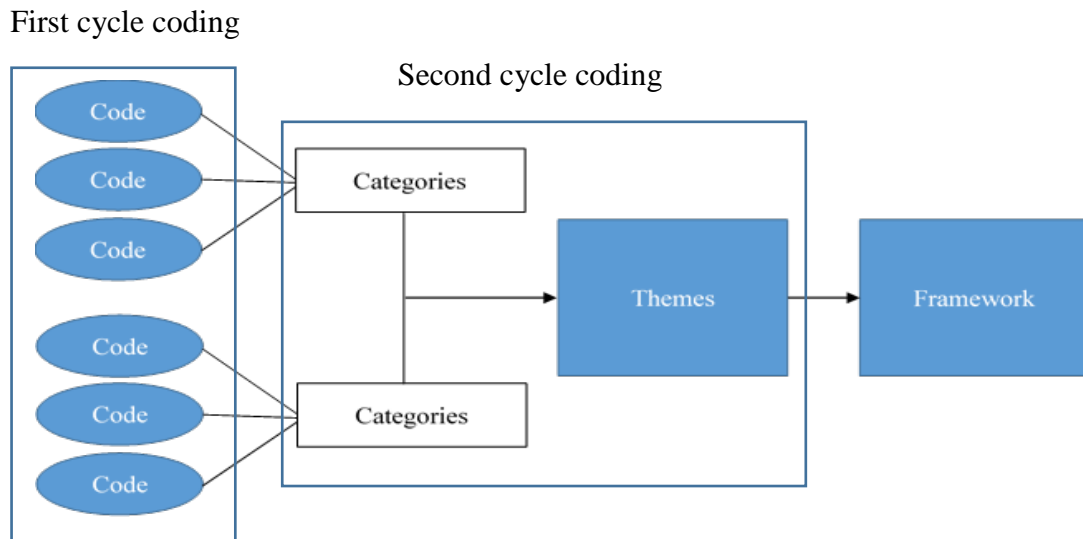 First cycle coding
Second cycle coding
Code
Code
Code
Categories
Themes
Framework
Code
Code
Code
Categories